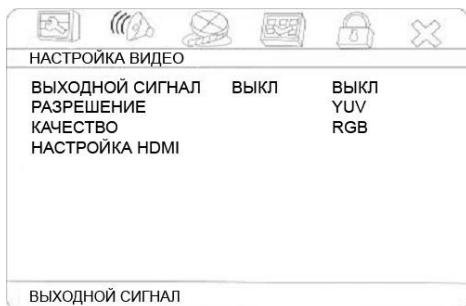 НАСТРОЙКА ВИДЕО
ВЫХОДНОЙ СИГНАЛ ВЫКЛ ВЫКЛ
РАЗРЕШЕНИЕ YUV
КАЧЕСТВО RGB
НАСТРОЙКА HDMI
ВЫХОДНОЙ СИГНАЛ